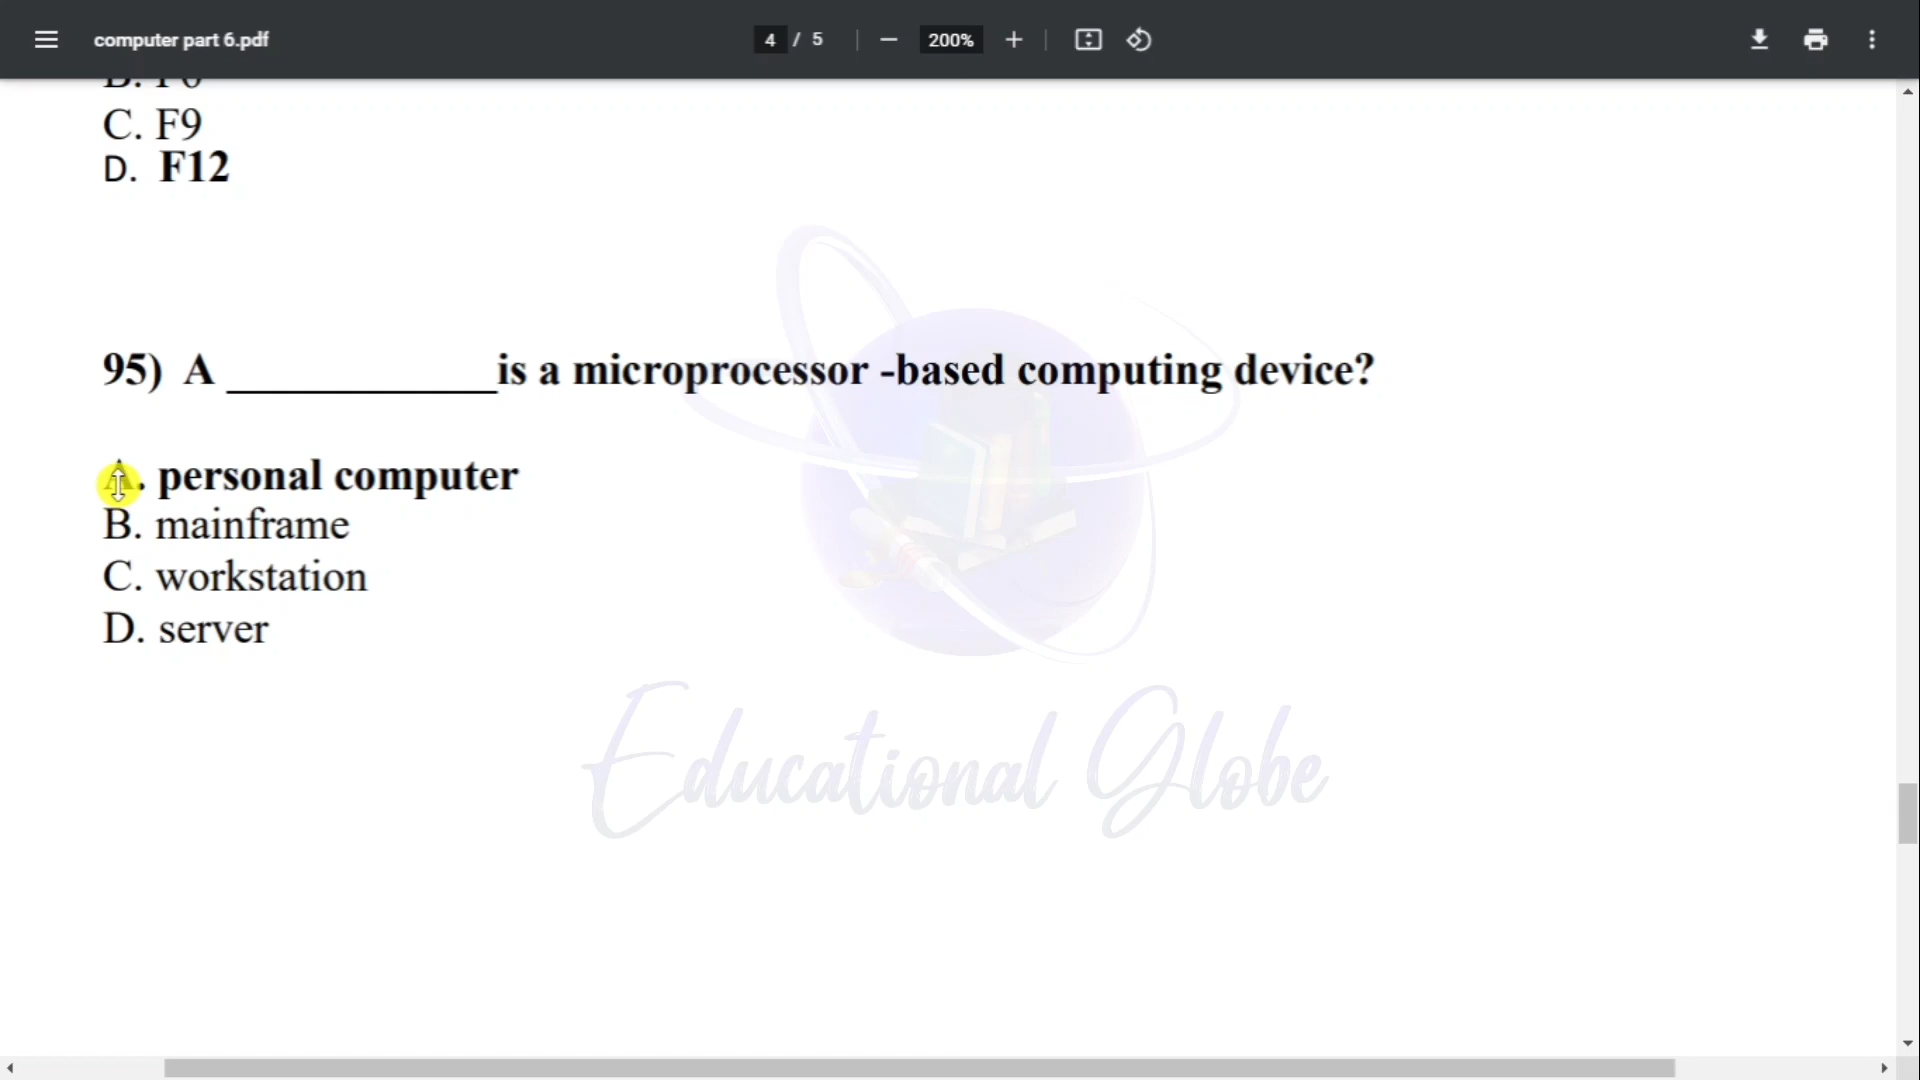 computer part 6.pdf
4 / 5
200%
C. F9
D. F12
95) A ____________is a microprocessor -based computing device?
A. personal computer
B. mainframe
C. workstation
D. server
Educational Globe